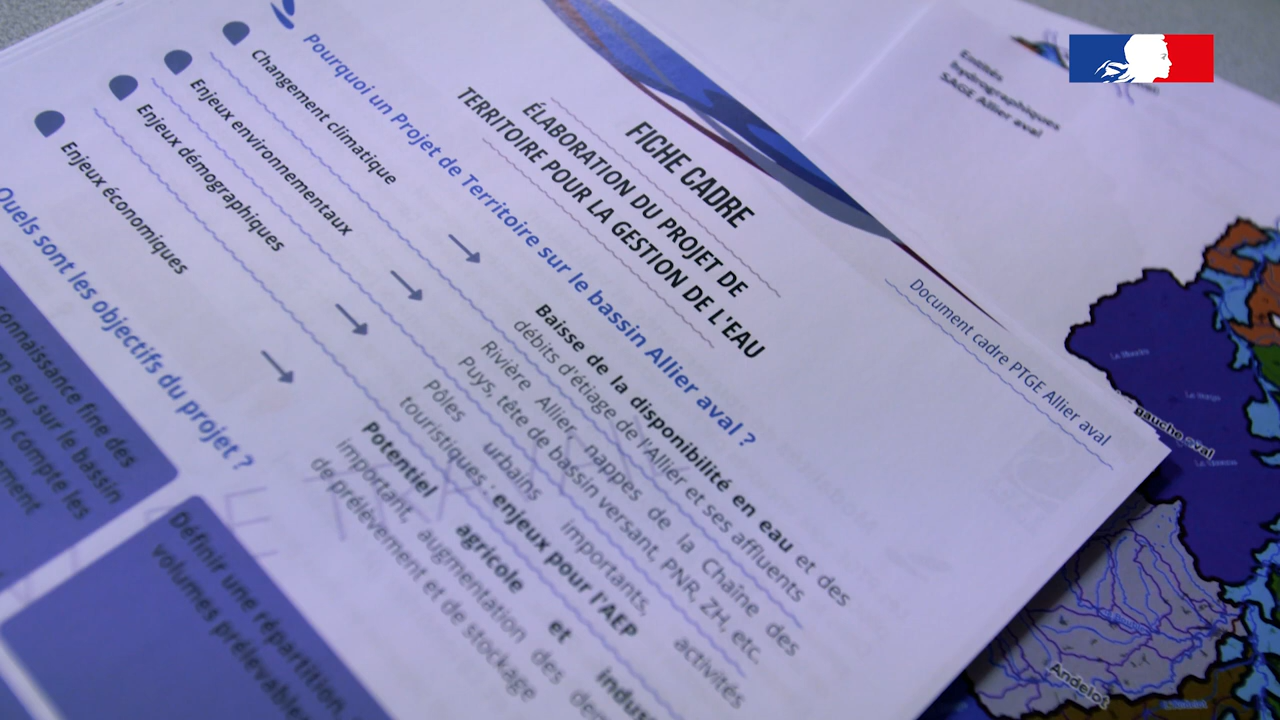 Document cadre PTGE Allier aval
FICHE CADRE
ÉLABORATION DU PROJET DE
TERRITOIRE POUR LA GESTION DE L'EAU
Pourquoi un Projet de Territoire sur le bassin Allier aval ?
Changement climatique
Baisse de la disponibilité en eau et des
débits d'étiage de l'Allier et ses affluents
Enjeux environnementaux
Rivière Allier, nappes de la Chaîne des
Puys, tête de bassin versant, PNR, ZH, etc.
Enjeux démographiques
Pôles urbains importants, activités
touristiques : enjeux pour l'AEP
Enjeux économiques
Potentiel agricole et
important, augmentation des
de prélèvement et de stockage
Quels sont les objectifs du projet ?
connaissance fine des
en eau sur le bassin
en compte les
Définir une répartition
volumes
Entités
hydrographiques
SAGE Allier aval
gauche aval
Andelot